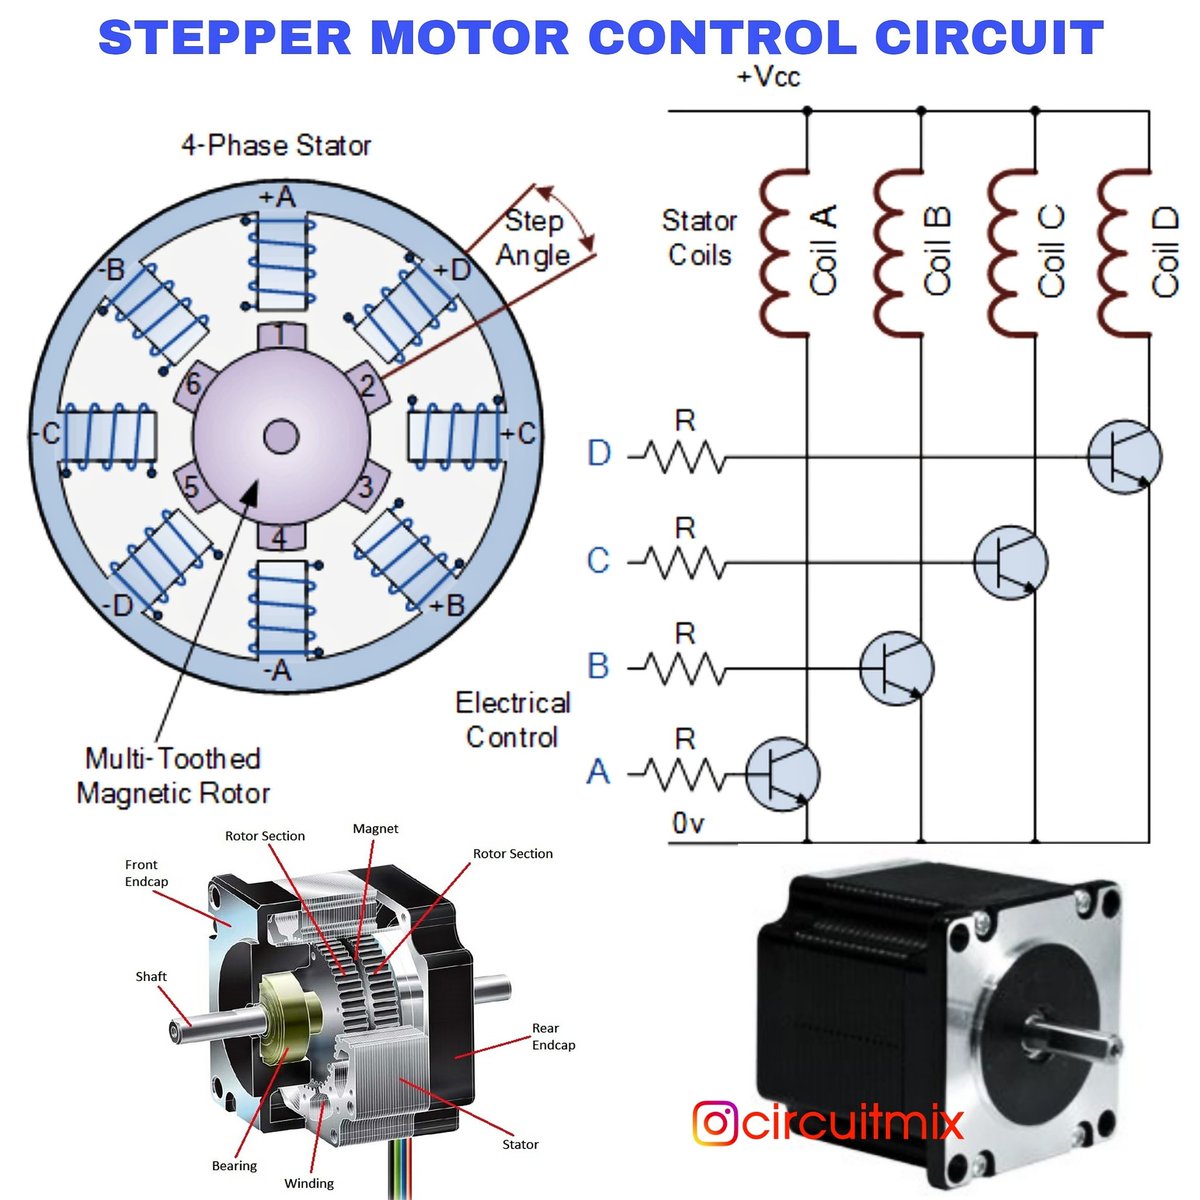 STEPPER MOTOR CONTROL CIRCUIT
4-Phase Stator
+A
-B
+D
-C
+C
-D
+B
-A
1
2
3
4
5
6
Step
Angle
Multi-Toothed
Magnetic Rotor
+Vcc
Stator
Coils
Coil A
Coil B
Coil C
Coil D
D
R
C
R
B
R
A
R
Electrical
Control
0v
Rotor Section
Magnet
Rotor Section
Front
Endcap
Shaft
Rear
Endcap
Stator
Bearing
Winding
circuitmix